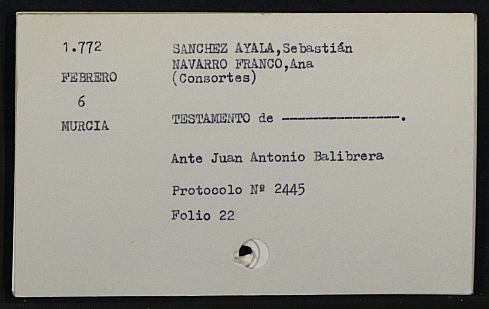 1.772
FEBRERO
6
MURCIA
SANCHEZ AYALA,Sebastián
NAVARRO FRANCO,Ana
(Consortes)
TESTAMENTO de -----------------.
Ante Juan Antonio Balibrera
Protocolo Nº 2445
Folio 22